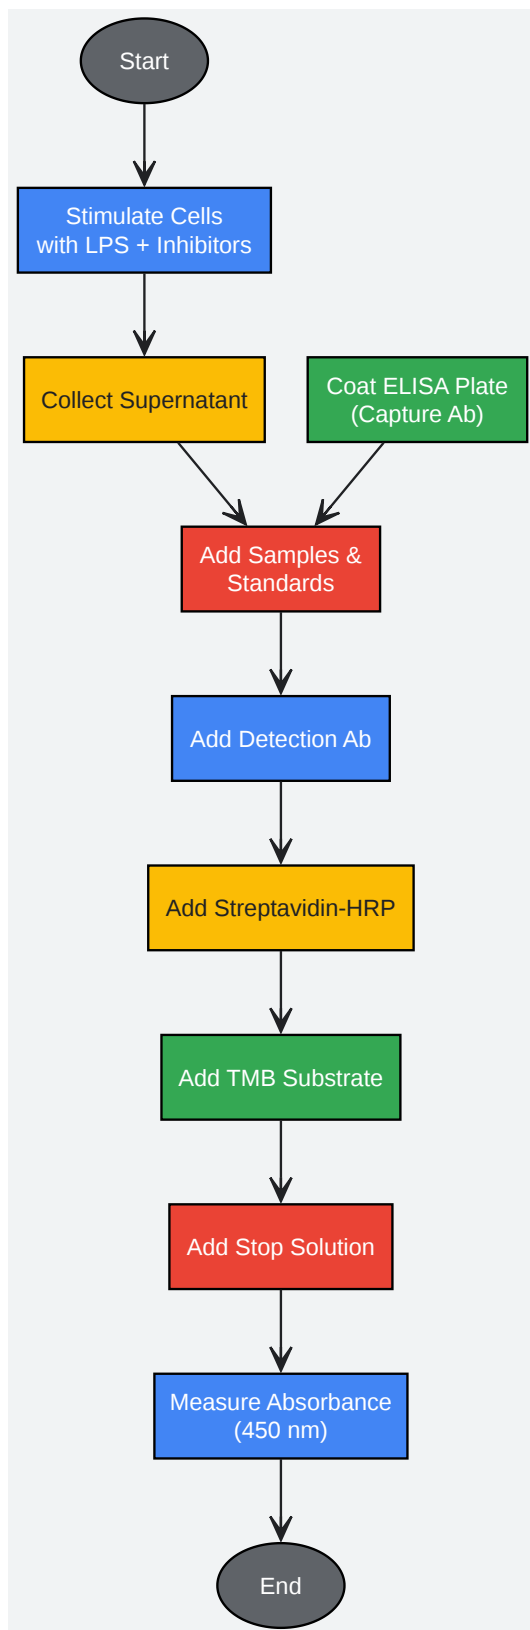 Start
Stimulate Cells
with LPS + Inhibitors
Collect Supernatant
Coat ELISA Plate
(Capture Ab)
Add Samples &
Standards
Add Detection Ab
Add Streptavidin-HRP
Add TMB Substrate
Add Stop Solution
Measure Absorbance
(450 nm)
End